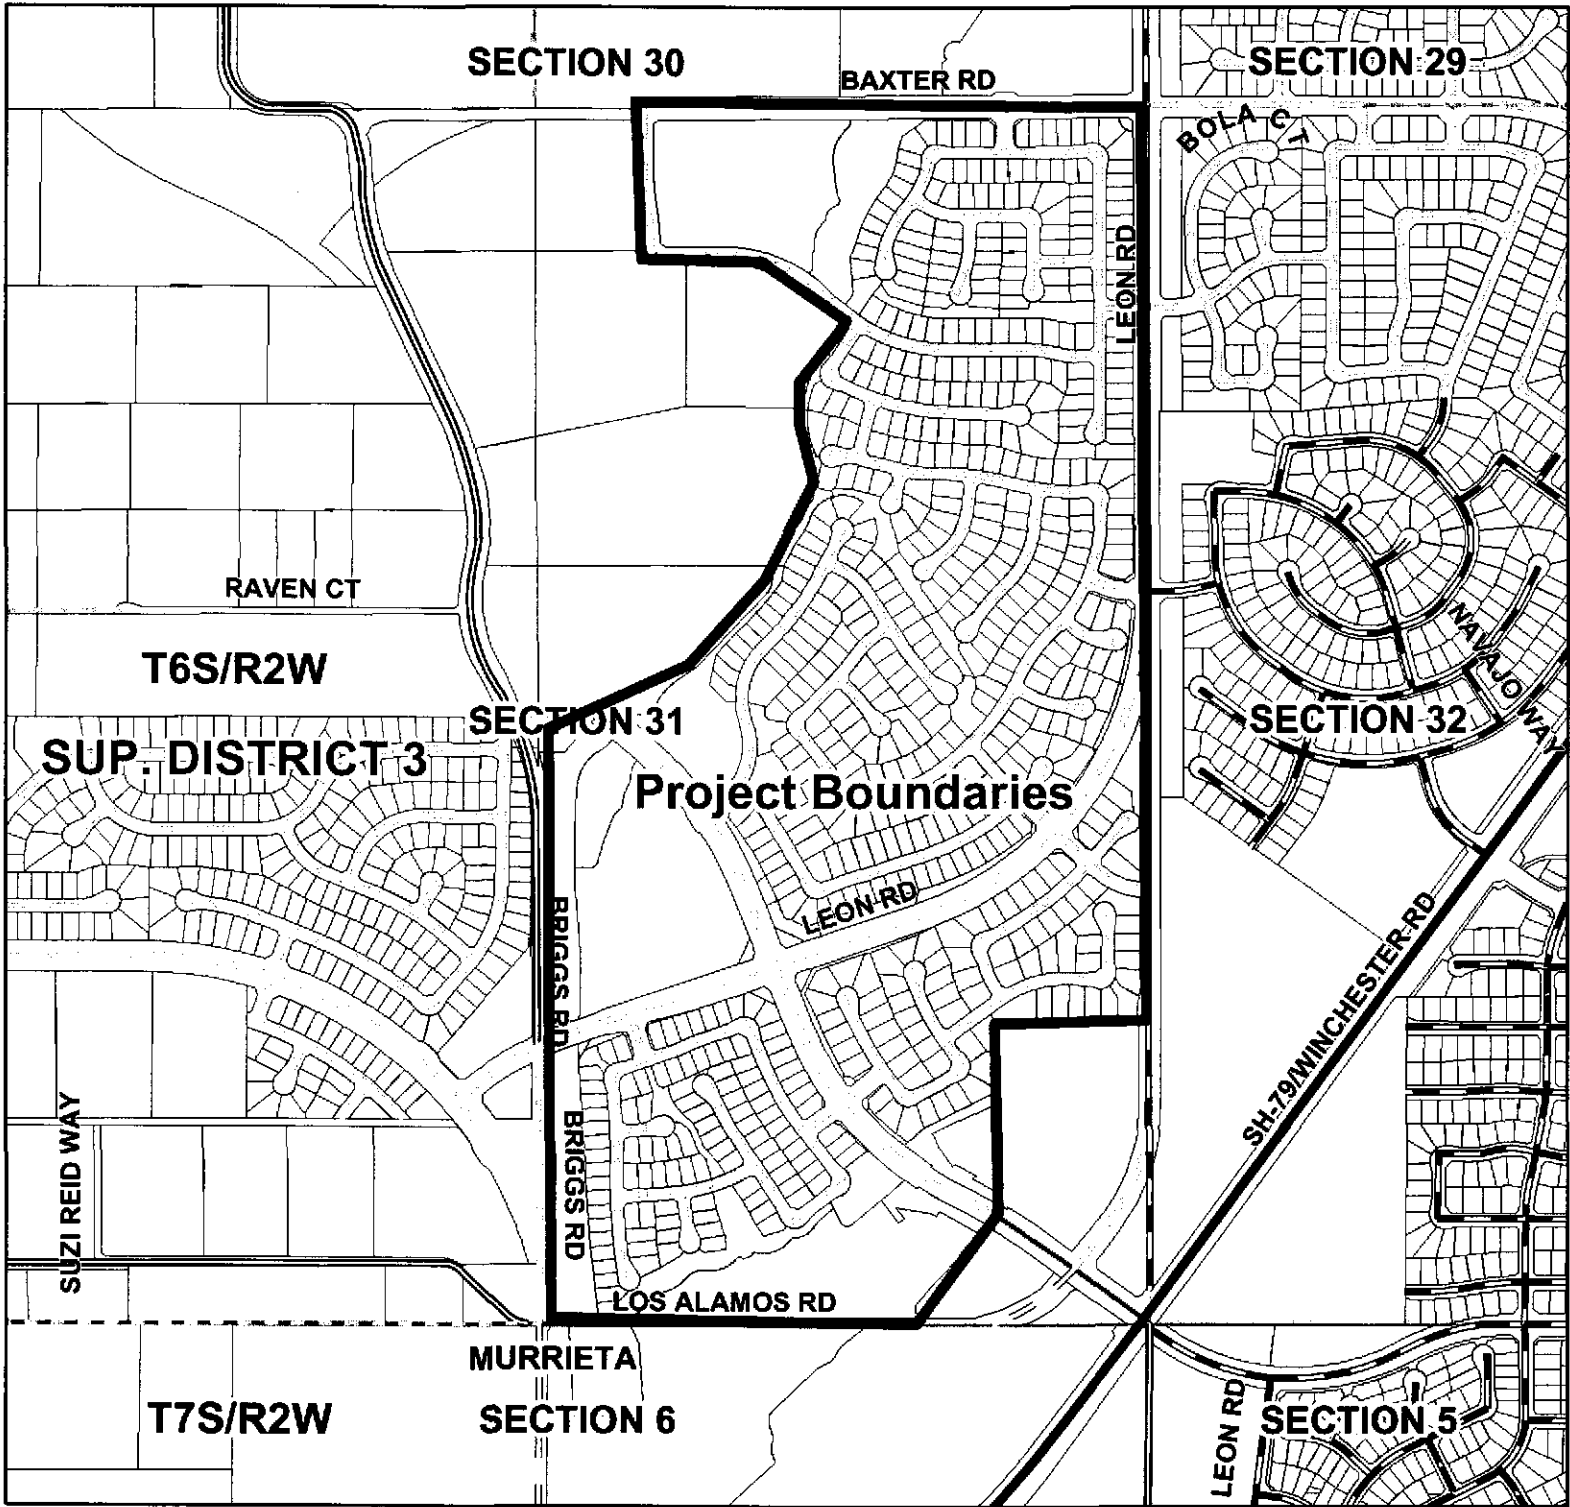 SECTION 30
SECTION 29
BAXTER RD
BOLA CT
LEON RD
RAVEN CT
NAVAJO WAY
T6S/R2W
SECTION 31
SECTION 32
SUP. DISTRICT 3
Project Boundaries
LEON RD
BRIGGS RD
SH-79/WINCHESTER RD
SUZI REID WAY
BRIGGS RD
LOS ALAMOS RD
MURRIETA
T7S/R2W
SECTION 6
LEON RD
SECTION 5